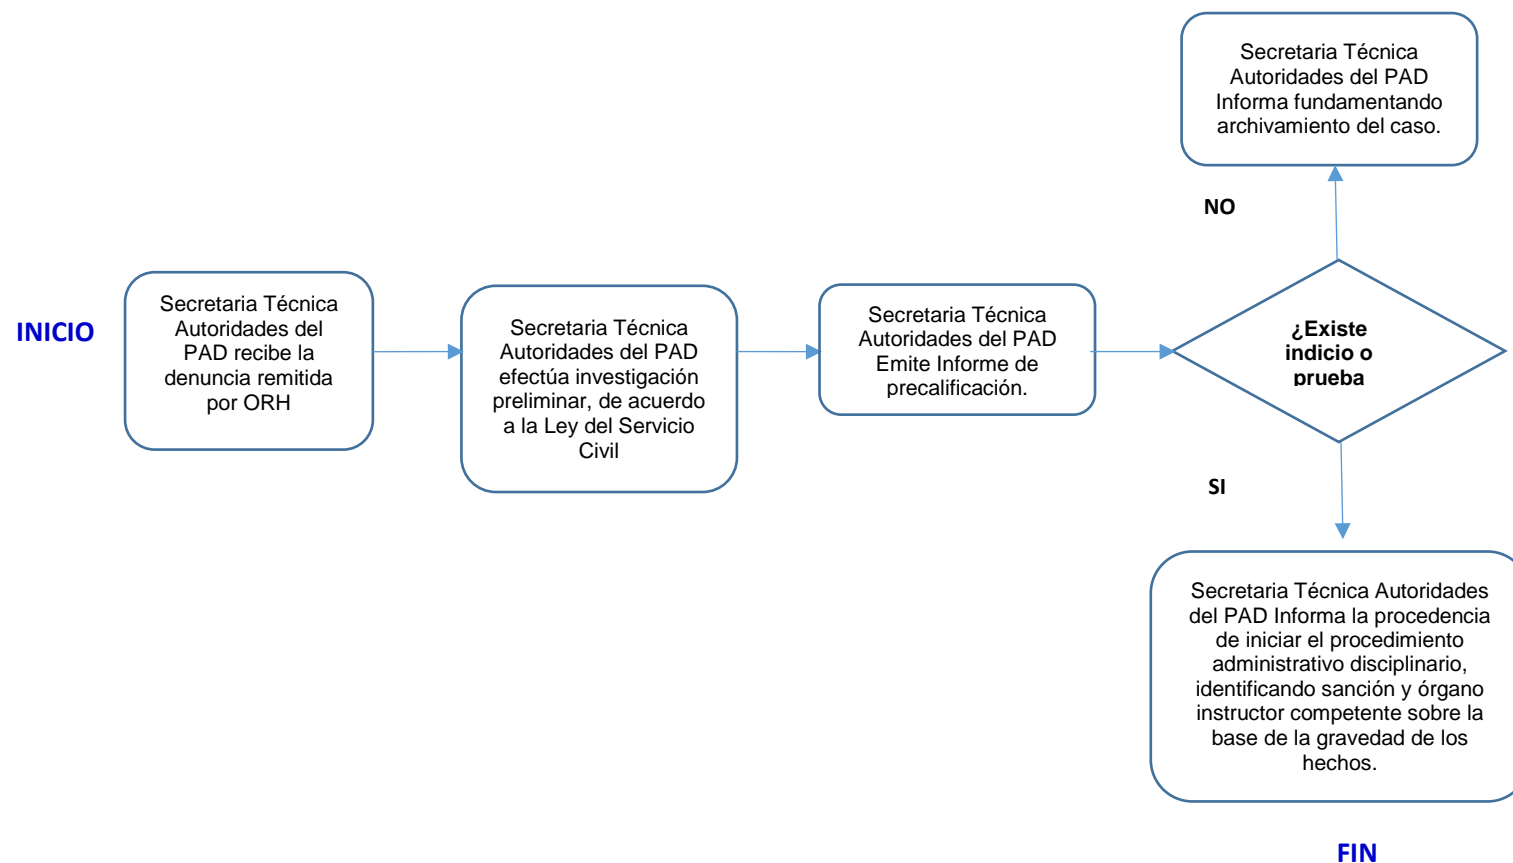 INICIO
Secretaria Técnica
Autoridades del
PAD recibe la
denuncia remitida
por ORH
Secretaria Técnica
Autoridades del PAD
efectúa investigación
preliminar, de acuerdo
a la Ley del Servicio
Civil
Secretaria Técnica
Autoridades del PAD
Emite Informe de
precalificación.
¿Existe
indicio o
prueba
NO
Secretaria Técnica
Autoridades del PAD
Informa fundamentando
archivamiento del caso.
SI
Secretaria Técnica Autoridades
del PAD Informa la procedencia
de iniciar el procedimiento
administrativo disciplinario,
identificando sanción y órgano
instructor competente sobre la
base de la gravedad de los
hechos.
FIN